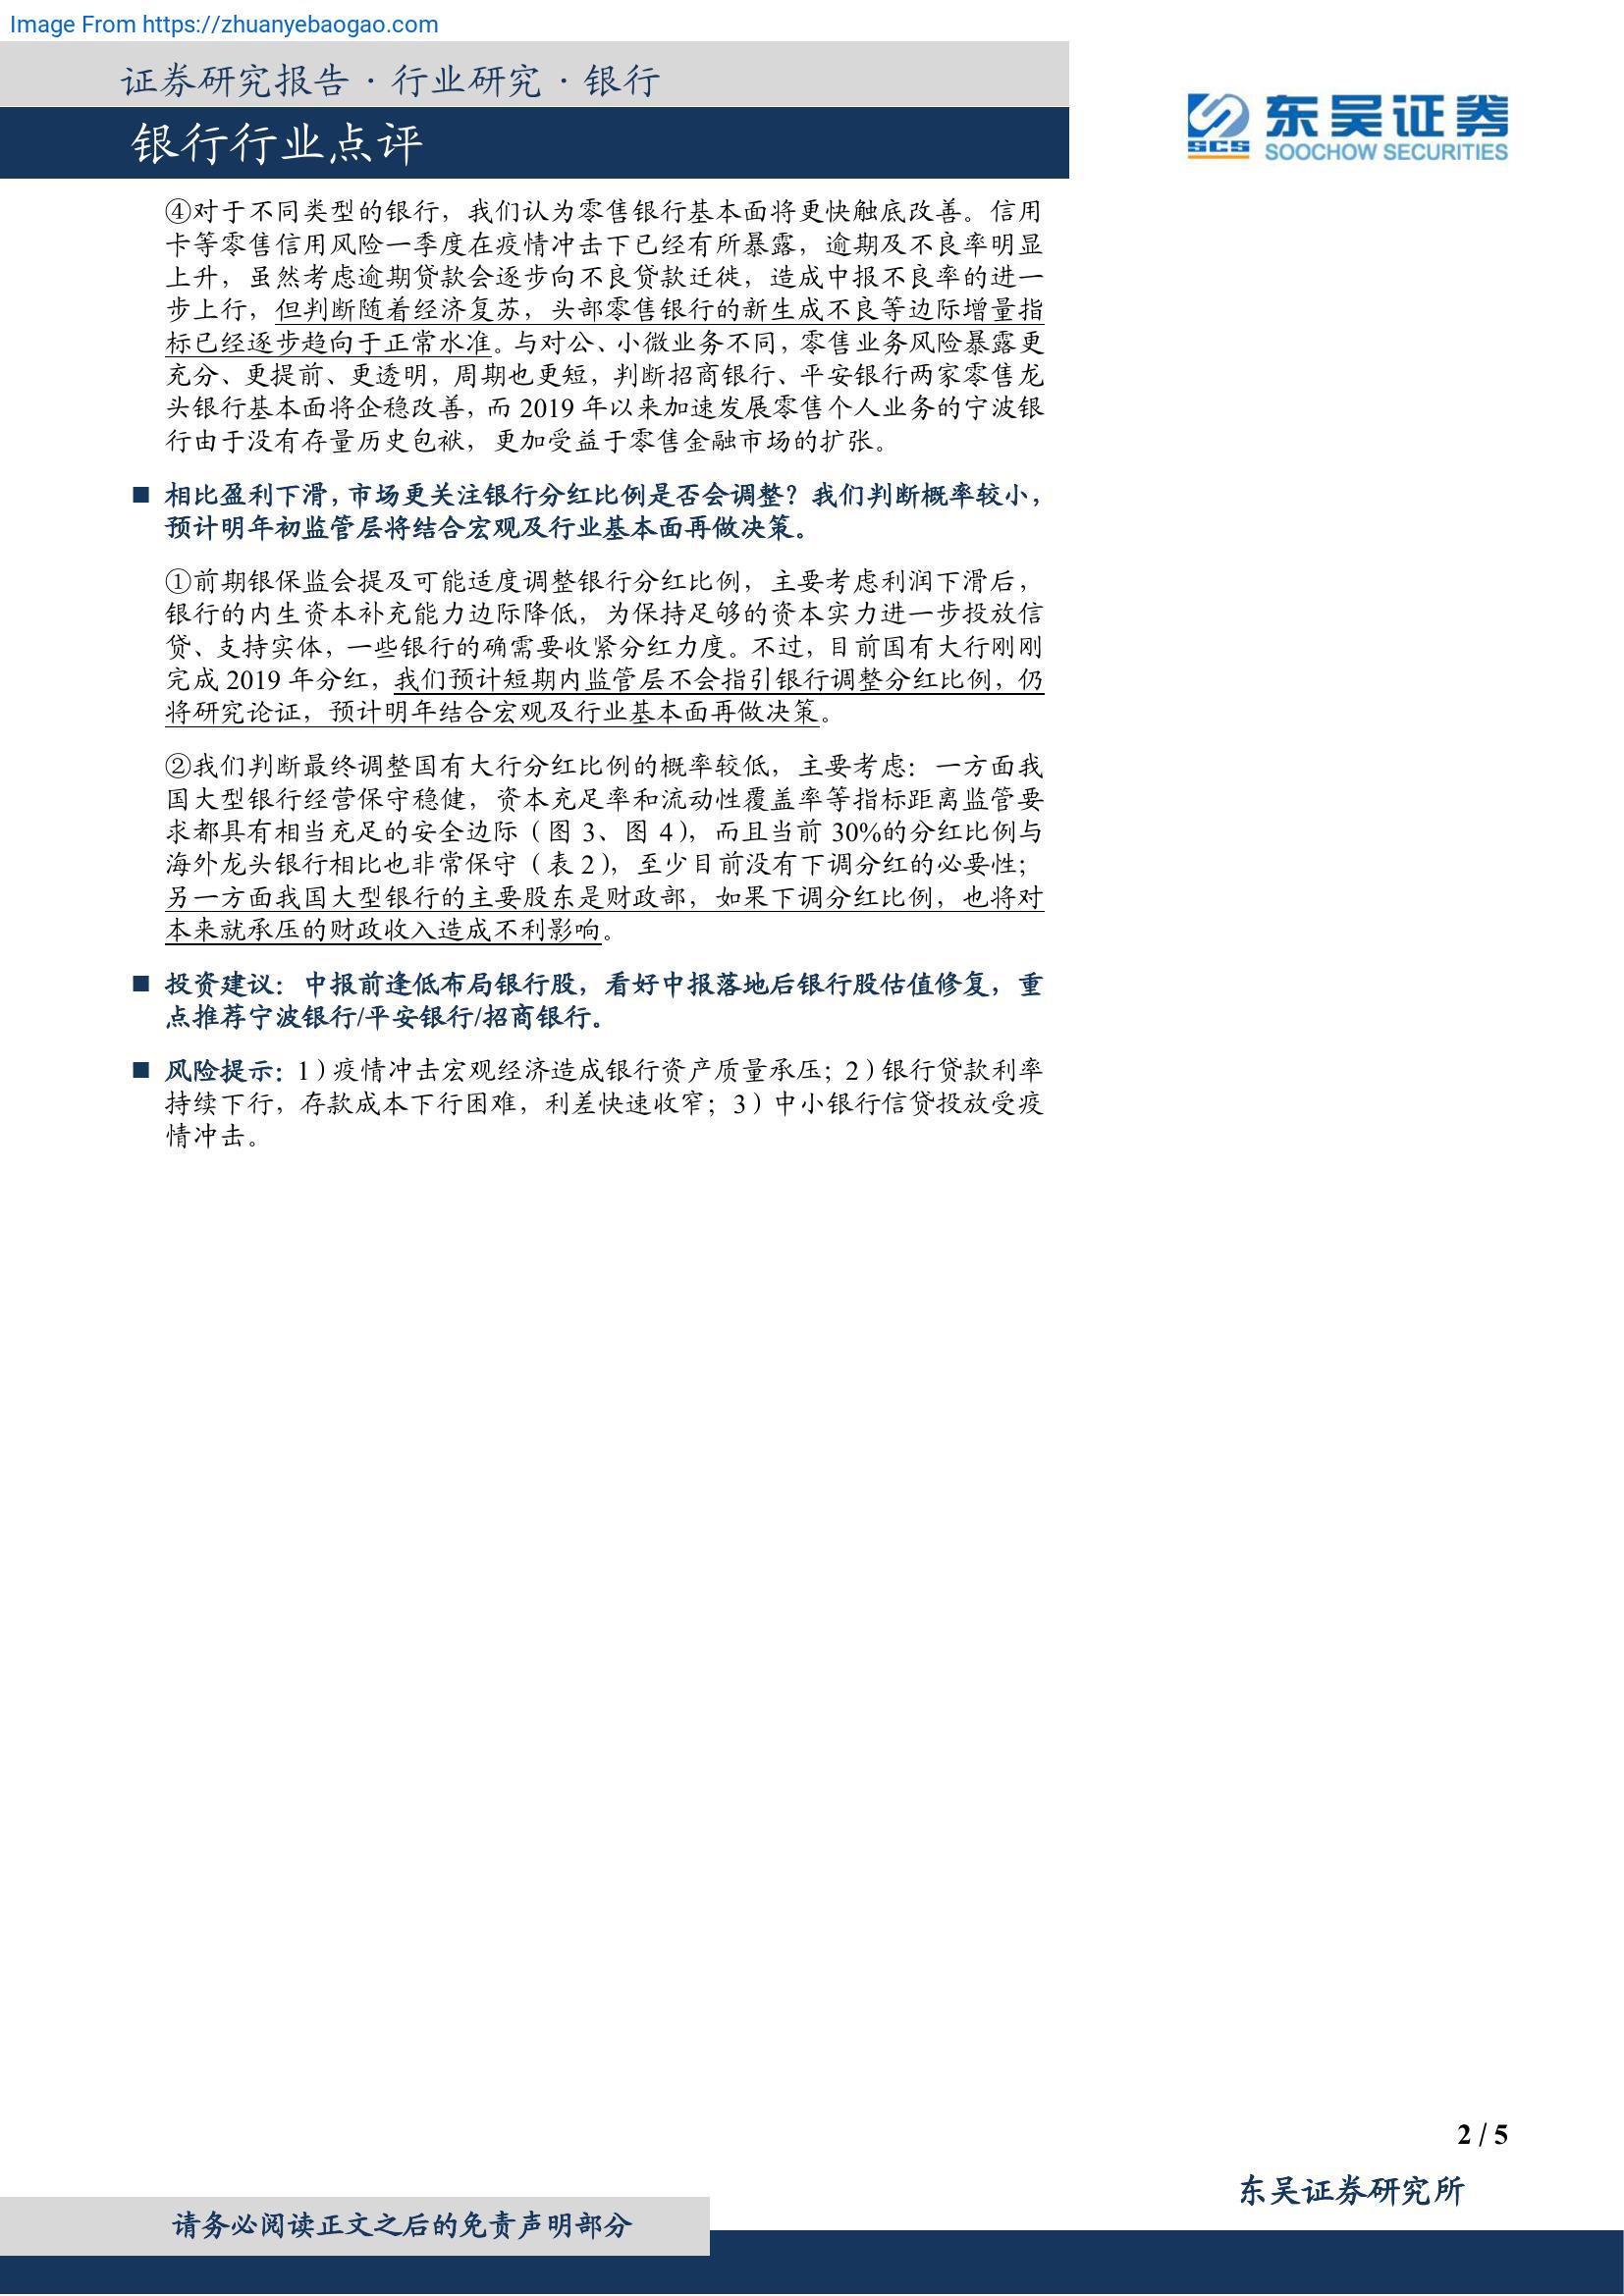 Image From https://zhuanyebaogao.com
证券研究报告 · 行业研究 · 银行
银行行业点评
东吴证券
SCS
SOOCHOW SECURITIES
④对于不同类型的银行，我们认为零售银行基本面将更快触底改善。信用
卡等零售信用风险一季度在疫情冲击下已经有所暴露，逾期及不良率明显
上升，虽然考虑逾期贷款会逐步向不良贷款迁徙，造成中报不良率的进一
步上行，但判断随着经济复苏，头部零售银行的新生成不良等边际增量指
标已经逐步趋向于正常水准。与对公、小微业务不同，零售业务风险暴露更
充分、更提前、更透明，周期也更短，判断招商银行、平安银行两家零售龙
头银行基本面将企稳改善，而 2019 年以来加速发展零售个人业务的宁波银
行由于没有存量历史包袱，更加受益于零售金融市场的扩张。
■ 相比盈利下滑，市场更关注银行分红比例是否会调整？我们判断概率较小，
预计明年初监管层将结合宏观及行业基本面再做决策。
①前期银保监会提及可能适度调整银行分红比例，主要考虑利润下滑后，
银行的内生资本补充能力边际降低，为保持足够的资本实力进一步投放信
贷、支持实体，一些银行的确需要收紧分红力度。不过，目前国有大行刚刚
完成 2019 年分红，我们预计短期内监管层不会指引银行调整分红比例，仍
将研究论证，预计明年结合宏观及行业基本面再做决策。
②我们判断最终调整国有大行分红比例的概率较低，主要考虑：一方面我
国大型银行经营保守稳健，资本充足率和流动性覆盖率等指标距离监管要
求都具有相当充足的安全边际（图 3、图 4），而且当前 30%的分红比例与
海外龙头银行相比也非常保守（表 2），至少目前没有下调分红的必要性；
另一方面我国大型银行的主要股东是财政部，如果下调分红比例，也将对
本来就承压的财政收入造成不利影响。
■ 投资建议：中报前逢低布局银行股，看好中报落地后银行股估值修复，重
点推荐宁波银行/平安银行/招商银行。
■ 风险提示：1）疫情冲击宏观经济造成银行资产质量承压；2）银行贷款利率
持续下行，存款成本下行困难，利差快速收窄；3）中小银行信贷投放受疫
情冲击。
2 / 5
东吴证券研究所
请务必阅读正文之后的免责声明部分